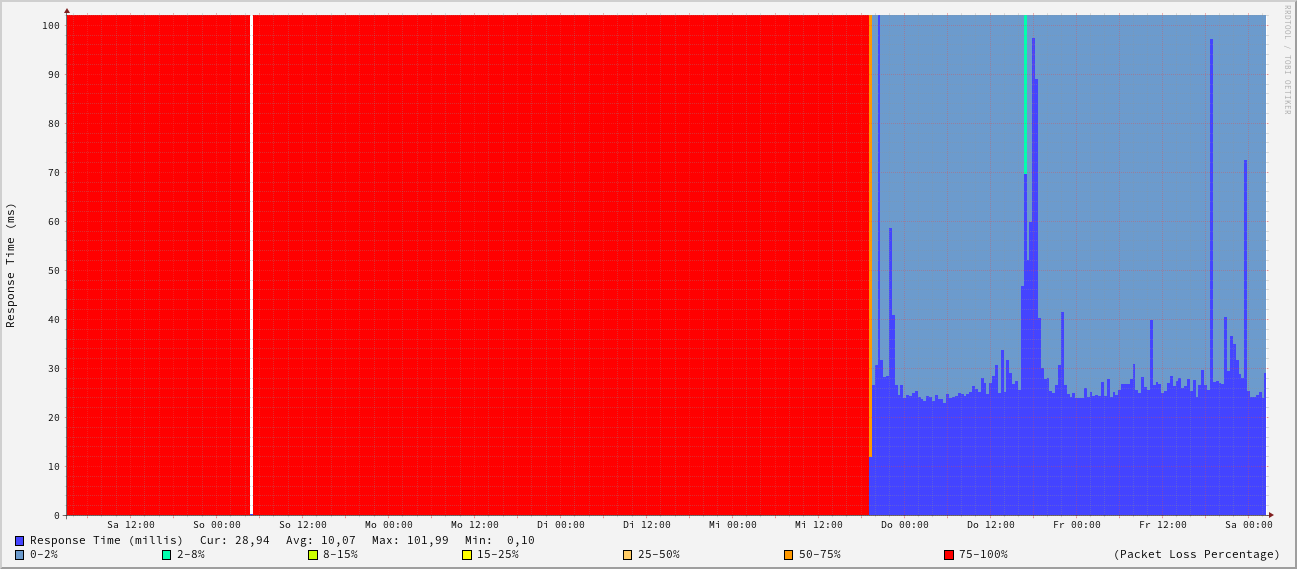 RRDTOOL / TOBI OETIKER
Response Time (ms)
100
90
80
70
60
50
40
30
20
10
0
Sa 12:00 So 00:00 So 12:00 Mo 00:00 Mo 12:00 Di 00:00 Di 12:00 Mi 00:00 Mi 12:00 Do 00:00 Do 12:00 Fr 00:00 Fr 12:00 Sa 00:00
Response Time (millis) Cur: 28,94 Avg: 10,07 Max: 101,99 Min: 0,10
0-2% 2-8% 8-15% 15-25% 25-50% 50-75% 75-100% (Packet Loss Percentage)